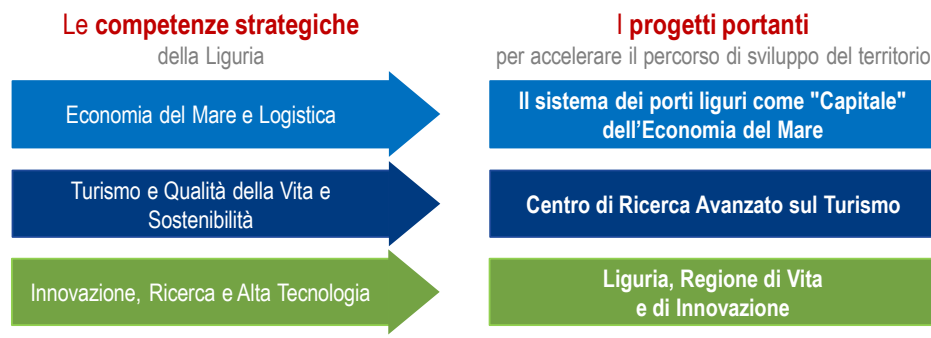 Le competenze strategiche
della Liguria
I progetti portanti
per accelerare il percorso di sviluppo del territorio
Economia del Mare e Logistica
Il sistema dei porti liguri come "Capitale"
dell'Economia del Mare
Turismo e Qualità della Vita e
Sostenibilità
Centro di Ricerca Avanzato sul Turismo
Innovazione, Ricerca e Alta Tecnologia
Liguria, Regione di Vita
e di Innovazione